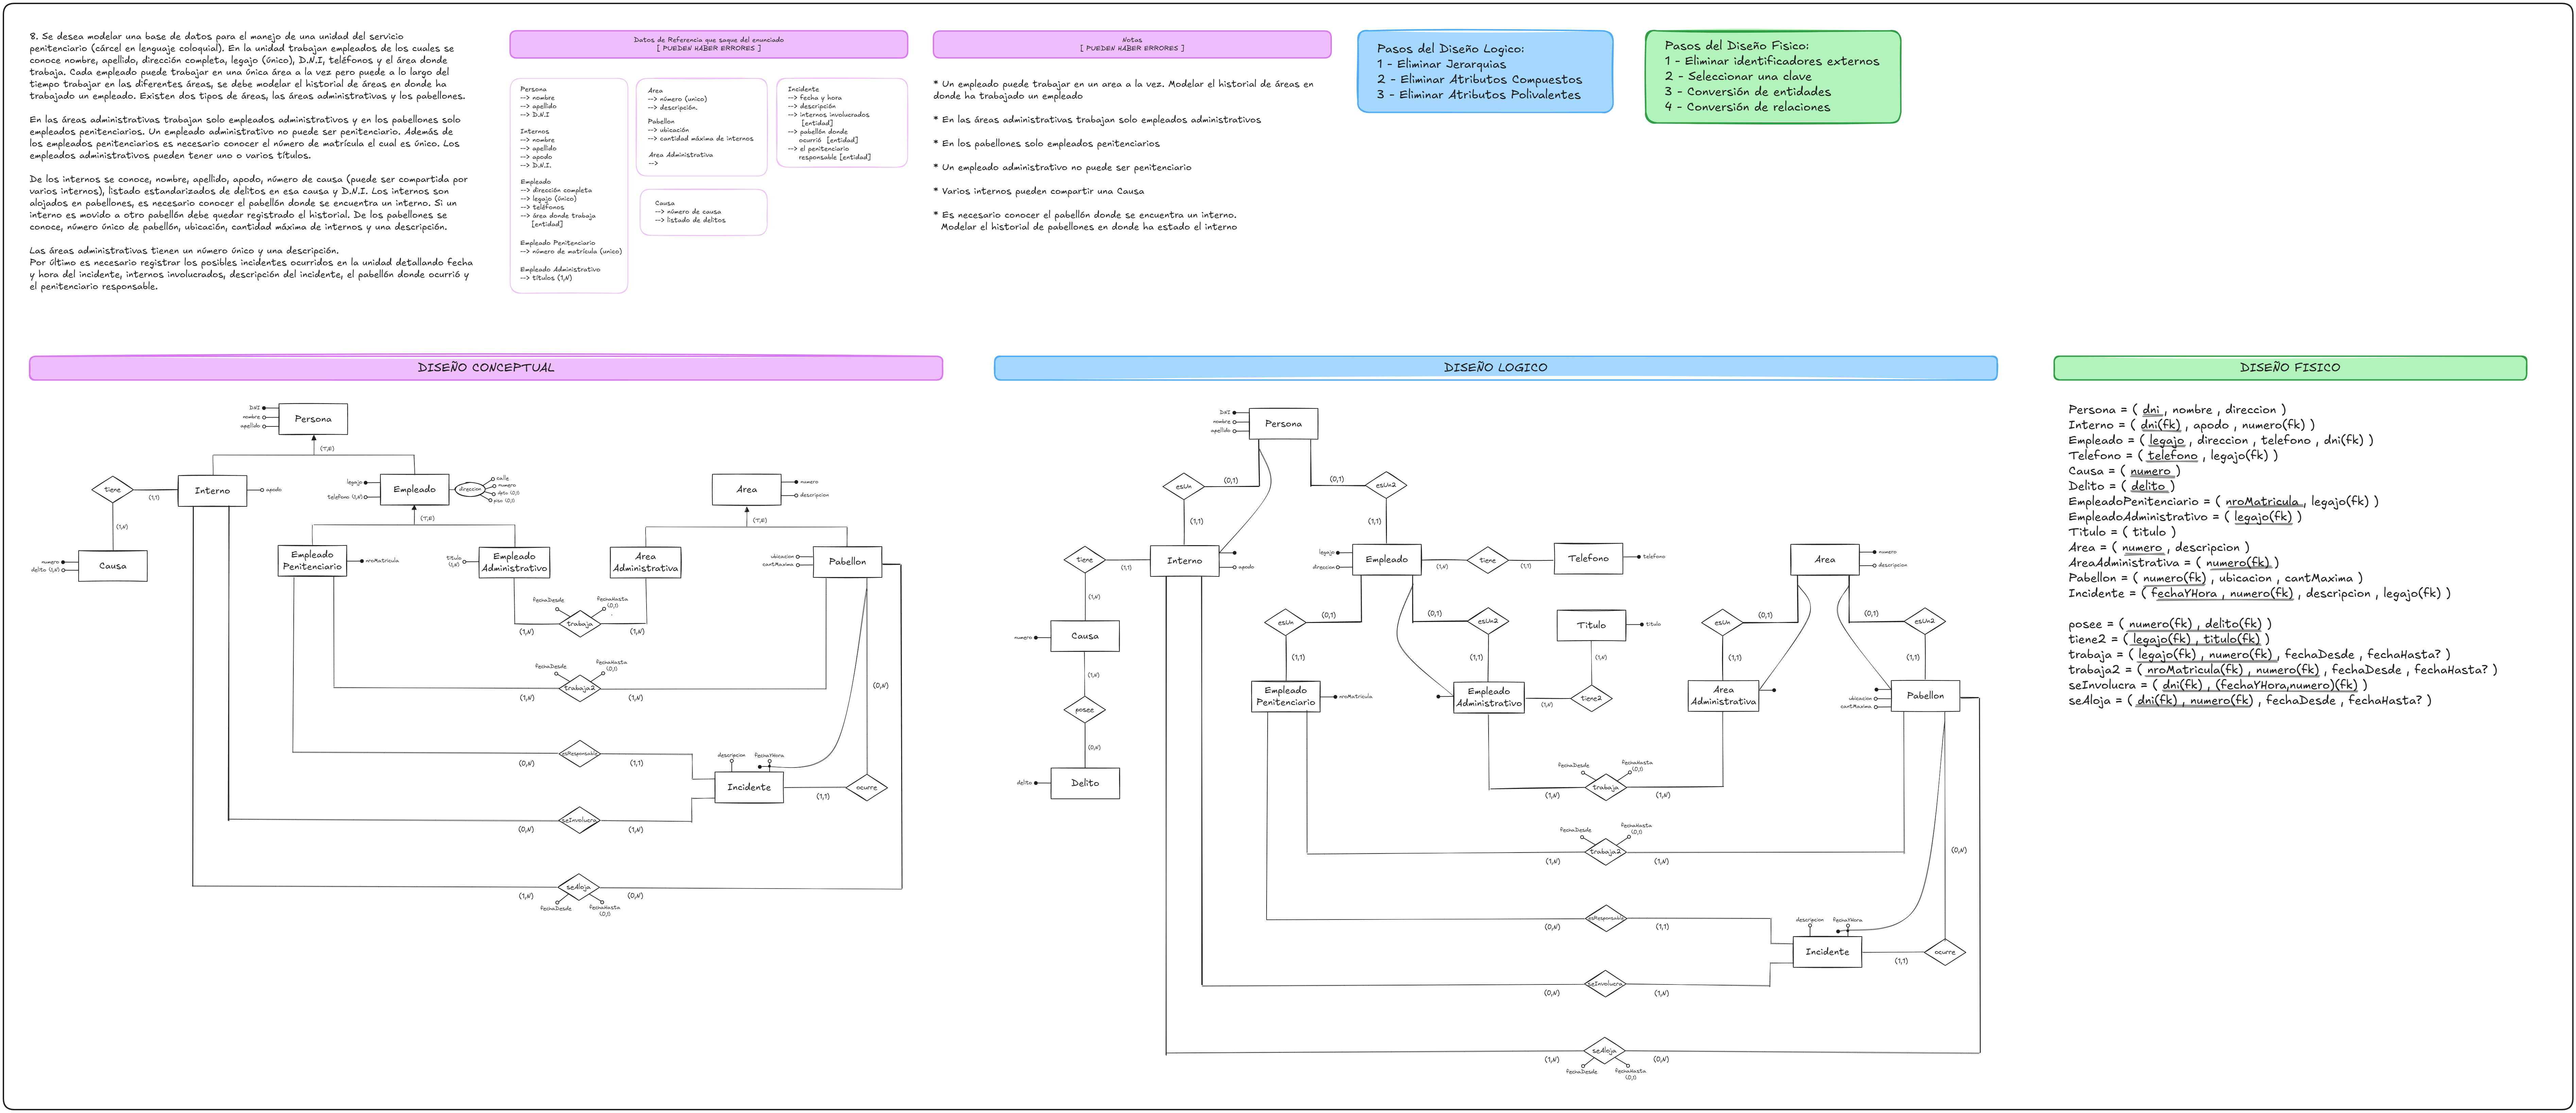 8. Se desea modelar una base de datos para el manejo de una unidad del servicio
penitenciario (cárcel en lenguaje coloquial). En la unidad trabajan empleados de los cuales se
conoce nombre, apellido, dirección completa, legajo (único), D.N.I, teléfonos y el área donde
trabaja. Cada empleado puede trabajar en una única área a la vez pero puede a lo largo del
tiempo trabajar en las diferentes áreas, se debe modelar el historial de áreas en donde ha
trabajado un empleado. Existen dos tipos de áreas, las áreas administrativas y los pabellones.
En las áreas administrativas trabajan solo empleados administrativos y en los pabellones solo
empleados penitenciarios. Un empleado administrativo no puede ser penitenciario. Además de
los empleados penitenciarios es necesario conocer el número de matrícula el cual es único. Los
empleados administrativos pueden tener uno o varios títulos.
De los internos se conoce, nombre, apellido, apodo, número de causa (puede ser compartida por
varios internos), listado estandarizados de delitos en esa causa y D.N.I. Los internos son
alojados en pabellones, es necesario conocer el pabellón donde se encuentra un interno. Si un
interno es movido a otro pabellón debe quedar registrado el historial. De los pabellones se
conoce, número único de pabellón, ubicación, cantidad máxima de internos y una descripción.
Las áreas administrativas tienen un número único y una descripción.
Por último es necesario registrar los posibles incidentes ocurridos en la unidad detallando fecha
y hora del incidente, internos involucrados, descripción del incidente, el pabellón donde ocurrió y
el penitenciario responsable.
Datos de Referencia que saque del enunciado
[ PUEDEN HABER ERRORES ]
Persona
--> nombre
--> apellido
--> D.N.I
Internos
--> nombre
--> apellido
--> apodo
--> D.N.I.
Empleado
--> dirección completa
--> legajo (único)
--> teléfonos
--> área donde trabaja
[entidad]
Empleado Penitenciario
--> número de matrícula (unico)
Empleado Administrativo
--> títulos (1,N)
Area
--> número (unico)
--> descripción.
Pabellon
--> ubicación
--> cantidad máxima de internos
Area Administrativa
-->
Causa
--> número de causa
--> listado de delitos
Incidente
--> fecha y hora
--> descripción
--> internos involucrados
[entidad]
--> pabellón donde
ocurrió [entidad]
--> el penitenciario
responsable [entidad]
Notas
[ PUEDEN HABER ERRORES ]
* Un empleado puede trabajar en un area a la vez. Modelar el historial de áreas en
donde ha trabajado un empleado
* En las áreas administrativas trabajan solo empleados administrativos
* En los pabellones solo empleados penitenciarios
* Un empleado administrativo no puede ser penitenciario
* Varios internos pueden compartir una Causa
* Es necesario conocer el pabellón donde se encuentra un interno.
Modelar el historial de pabellones en donde ha estado el interno
Pasos del Diseño Logico:
1 - Eliminar Jerarquias
2 - Eliminar Atributos Compuestos
3 - Eliminar Atributos Polivalentes
Pasos del Diseño Fisico:
1 - Eliminar identificadores externos
2 - Seleccionar una clave
3 - Conversión de entidades
4 - Conversión de relaciones
DISEÑO CONCEPTUAL
DNI
nombre
apellido
Persona
(T,E)
tiene
(1,1)
Interno
apodo
legajo
telefono (1,N)
Empleado
direccion
calle
numero
dpto (0,1)
piso (0,1)
Area
numero
descripcion
(1,N)
(T,E)
(T,E)
numero
delito (1,N)
Causa
Empleado
Penitenciario
nroMatricula
titulo
(1,N)
Empleado
Administrativo
Area
Administrativa
ubicacion
cantMaxima
Pabellon
fechaDesde
fechaHasta
(0,1)
(1,N)
trabaja
(1,N)
fechaDesde
fechaHasta
(0,1)
(1,N)
trabaja2
(1,N)
(0,N)
(0,N)
esResponsable
(1,1)
descripcion
fechaYHora
Incidente
(1,1)
ocurre
(0,N)
seInvolucra
(1,N)
(1,N)
seAloja
(0,N)
fechaDesde
fechaHasta
(0,1)
DISEÑO LOGICO
DNI
nombre
apellido
Persona
esUn
(0,1)
(0,1)
esUn2
(1,1)
(1,1)
tiene
(1,1)
Interno
apodo
legajo
direccion
Empleado
(1,N)
tiene
(1,1)
Telefono
telefono
Area
numero
descripcion
(1,N)
numero
Causa
(1,N)
posee
(0,N)
delito
Delito
esUn
(0,1)
(0,1)
esUn2
Titulo
titulo
esUn
(0,1)
(0,1)
esUn2
(1,1)
(1,1)
(1,N)
(1,1)
(1,1)
Empleado
Penitenciario
nroMatricula
Empleado
Administrativo
(1,N)
tiene2
Area
Administrativa
ubicacion
cantMaxima
Pabellon
fechaDesde
fechaHasta
(0,1)
(1,N)
trabaja
(1,N)
fechaDesde
fechaHasta
(0,1)
(1,N)
trabaja2
(1,N)
(0,N)
(0,N)
esResponsable
(1,1)
descripcion
fechaYHora
Incidente
(1,1)
ocurre
(0,N)
seInvolucra
(1,N)
(1,N)
seAloja
(0,N)
fechaDesde
fechaHasta
(0,1)
DISEÑO FISICO
Persona = ( dni , nombre , direccion )
Interno = ( dni(fk) , apodo , numero(fk) )
Empleado = ( legajo , direccion , telefono , dni(fk) )
Telefono = ( telefono , legajo(fk) )
Causa = ( numero )
Delito = ( delito )
EmpleadoPenitenciario = ( nroMatricula , legajo(fk) )
EmpleadoAdministrativo = ( legajo(fk) )
Titulo = ( titulo )
Area = ( numero , descripcion )
AreaAdministrativa = ( numero(fk) )
Pabellon = ( numero(fk) , ubicacion , cantMaxima )
Incidente = ( fechaYHora , numero(fk) , descripcion , legajo(fk) )
posee = ( numero(fk) , delito(fk) )
tiene2 = ( legajo(fk) , titulo(fk) )
trabaja = ( legajo(fk) , numero(fk) , fechaDesde , fechaHasta? )
trabaja2 = ( nroMatricula(fk) , numero(fk) , fechaDesde , fechaHasta? )
seInvolucra = ( dni(fk) , (fechaYHora,numero)(fk) )
seAloja = ( dni(fk) , numero(fk) , fechaDesde , fechaHasta? )